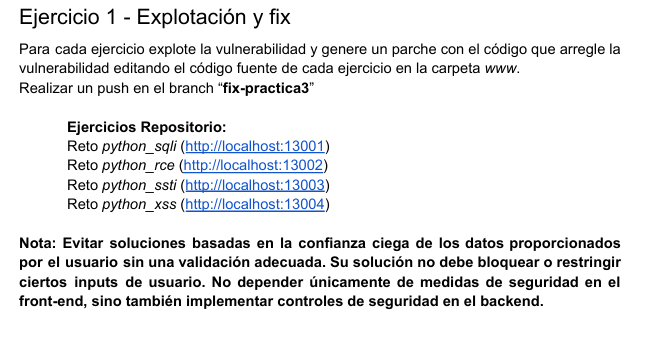 Ejercicio 1 - Explotación y fix
Para cada ejercicio explote la vulnerabilidad y genere un parche con el código que arregle la
vulnerabilidad editando el código fuente de cada ejercicio en la carpeta www.
Realizar un push en el branch “fix-practica3”
Ejercicios Repositorio:
Reto python_sqli (http://localhost:13001)
Reto python_rce (http://localhost:13002)
Reto python_ssti (http://localhost:13003)
Reto python_xss (http://localhost:13004)
Nota: Evitar soluciones basadas en la confianza ciega de los datos proporcionados
por el usuario sin una validación adecuada. Su solución no debe bloquear o restringir
ciertos inputs de usuario. No depender únicamente de medidas de seguridad en el
front-end, sino también implementar controles de seguridad en el backend.